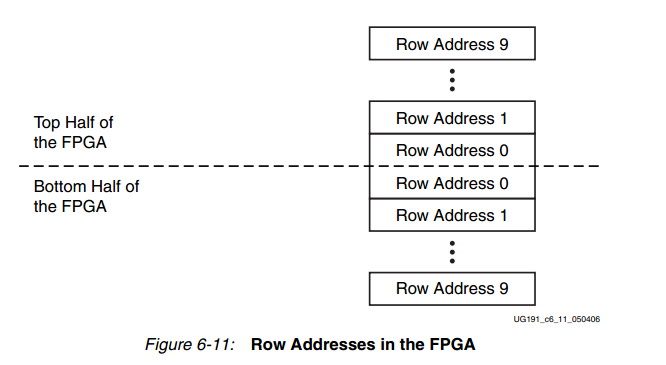 Row Address 9
Top Half of
the FPGA
Row Address 1
Row Address 0
Bottom Half of
the FPGA
Row Address 0
Row Address 1
Row Address 9
UG191_c6_11_050406
Figure 6-11: Row Addresses in the FPGA